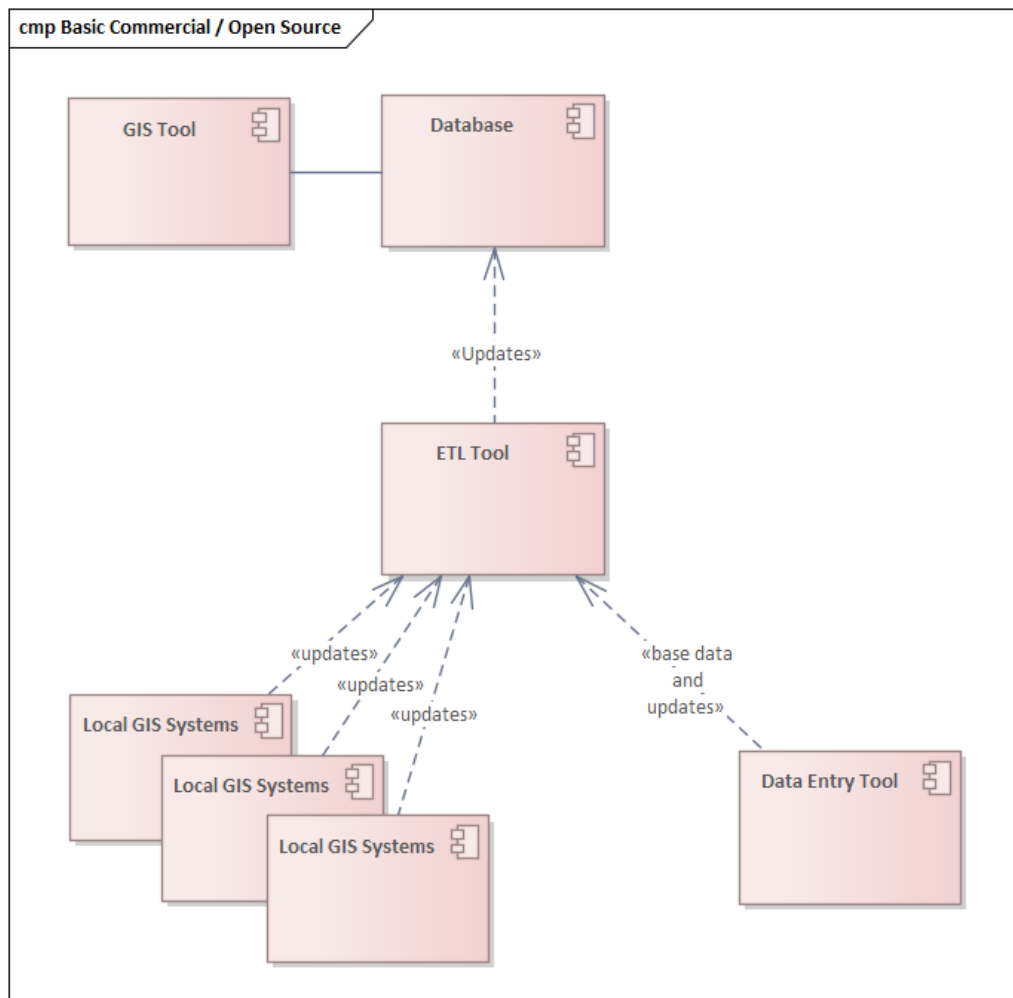 cmp Basic Commercial / Open Source
GIS Tool
Database
«Updates»
ETL Tool
«updates»
«updates»
«updates»
«base data
and
updates»
Local GIS Systems
Local GIS Systems
Local GIS Systems
Data Entry Tool